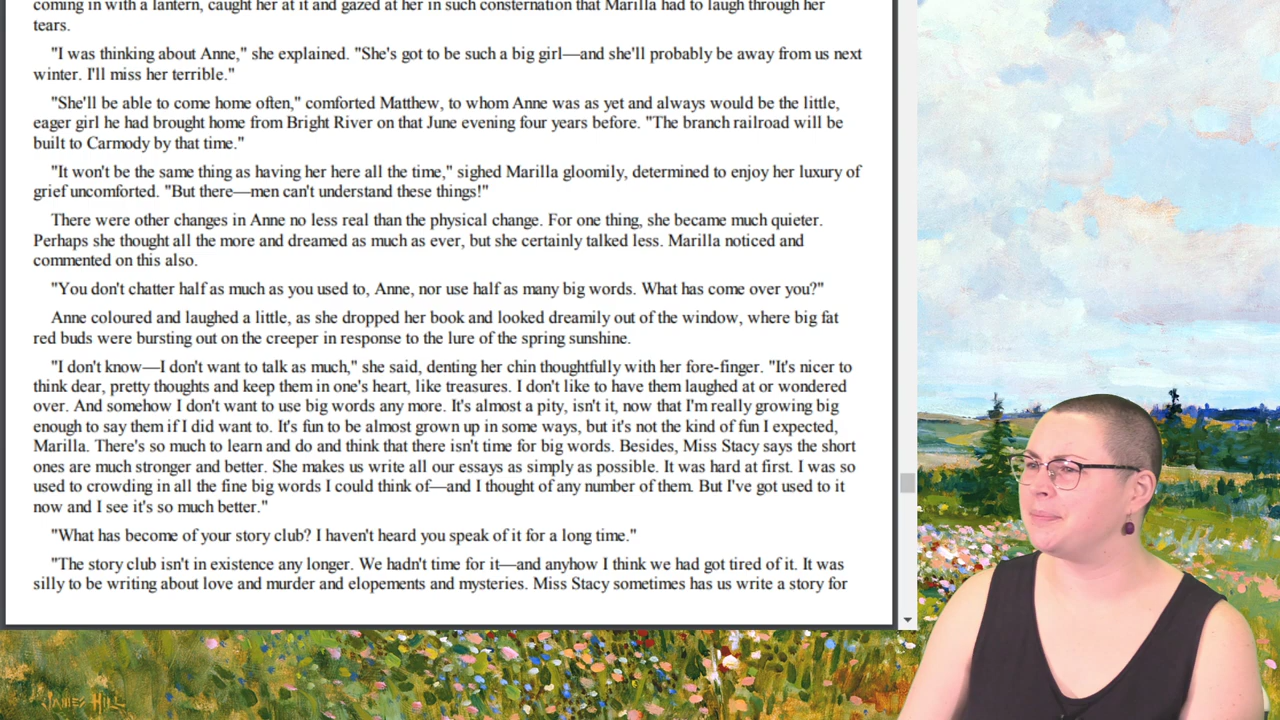 coming in with a lantern, caught her at it and gazed at her in such consternation that Marilla had to laugh through her
tears.
"I was thinking about Anne," she explained. "She's got to be such a big girl—and she'll probably be away from us next
winter. I'll miss her terrible."
"She'll be able to come home often," comforted Matthew, to whom Anne was as yet and always would be the little,
eager girl he had brought home from Bright River on that June evening four years before. "The branch railroad will be
built to Carmody by that time."
"It won't be the same thing as having her here all the time," sighed Marilla gloomily, determined to enjoy her luxury of
grief uncomforted. "But there—men can't understand these things!"
There were other changes in Anne no less real than the physical change. For one thing, she became much quieter.
Perhaps she thought all the more and dreamed as much as ever, but she certainly talked less. Marilla noticed and
commented on this also.
"You don't chatter half as much as you used to, Anne, nor use half as many big words. What has come over you?"
Anne coloured and laughed a little, as she dropped her book and looked dreamily out of the window, where big fat
red buds were bursting out on the creeper in response to the lure of the spring sunshine.
"I don't know—I don't want to talk as much," she said, denting her chin thoughtfully with her fore-finger. "It's nicer to
think dear, pretty thoughts and keep them in one's heart, like treasures. I don't like to have them laughed at or wondered
over. And somehow I don't want to use big words any more. It's almost a pity, isn't it, now that I'm really growing big
enough to say them if I did want to. It's fun to be almost grown up in some ways, but it's not the kind of fun I expected,
Marilla. There's so much to learn and do and think that there isn't time for big words. Besides, Miss Stacy says the short
ones are much stronger and better. She makes us write all our essays as simply as possible. It was hard at first. I was so
used to crowding in all the fine big words I could think of—and I thought of any number of them. But I've got used to it
now and I see it's so much better."
"What has become of your story club? I haven't heard you speak of it for a long time."
"The story club isn't in existence any longer. We hadn't time for it—and anyhow I think we had got tired of it. It was
silly to be writing about love and murder and elopements and mysteries. Miss Stacy sometimes has us write a story for
JAMES HILL